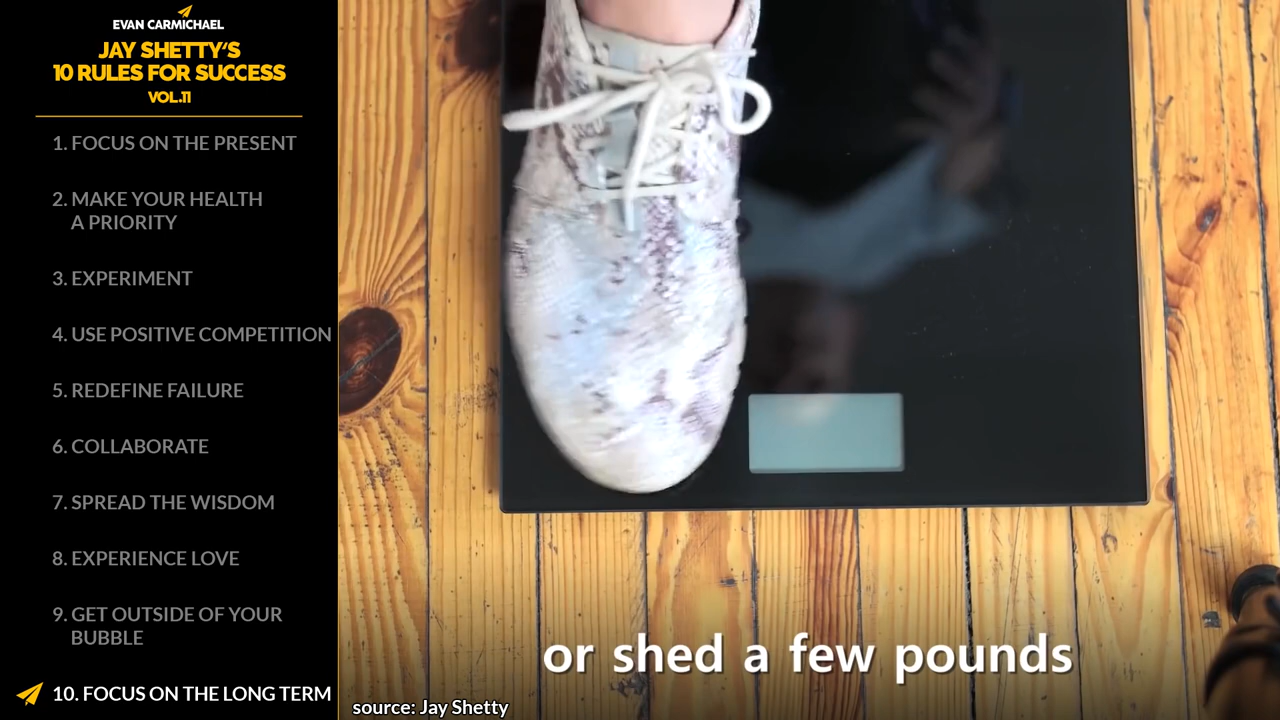 EVAN CARMICHAEL
JAY SHETTY'S
10 RULES FOR SUCCESS
VOL.11
1. FOCUS ON THE PRESENT
2. MAKE YOUR HEALTH
A PRIORITY
3. EXPERIMENT
4. USE POSITIVE COMPETITION
5. REDEFINE FAILURE
6. COLLABORATE
7. SPREAD THE WISDOM
8. EXPERIENCE LOVE
9. GET OUTSIDE OF YOUR
BUBBLE
10. FOCUS ON THE LONG TERM
or shed a few pounds
source: Jay Shetty